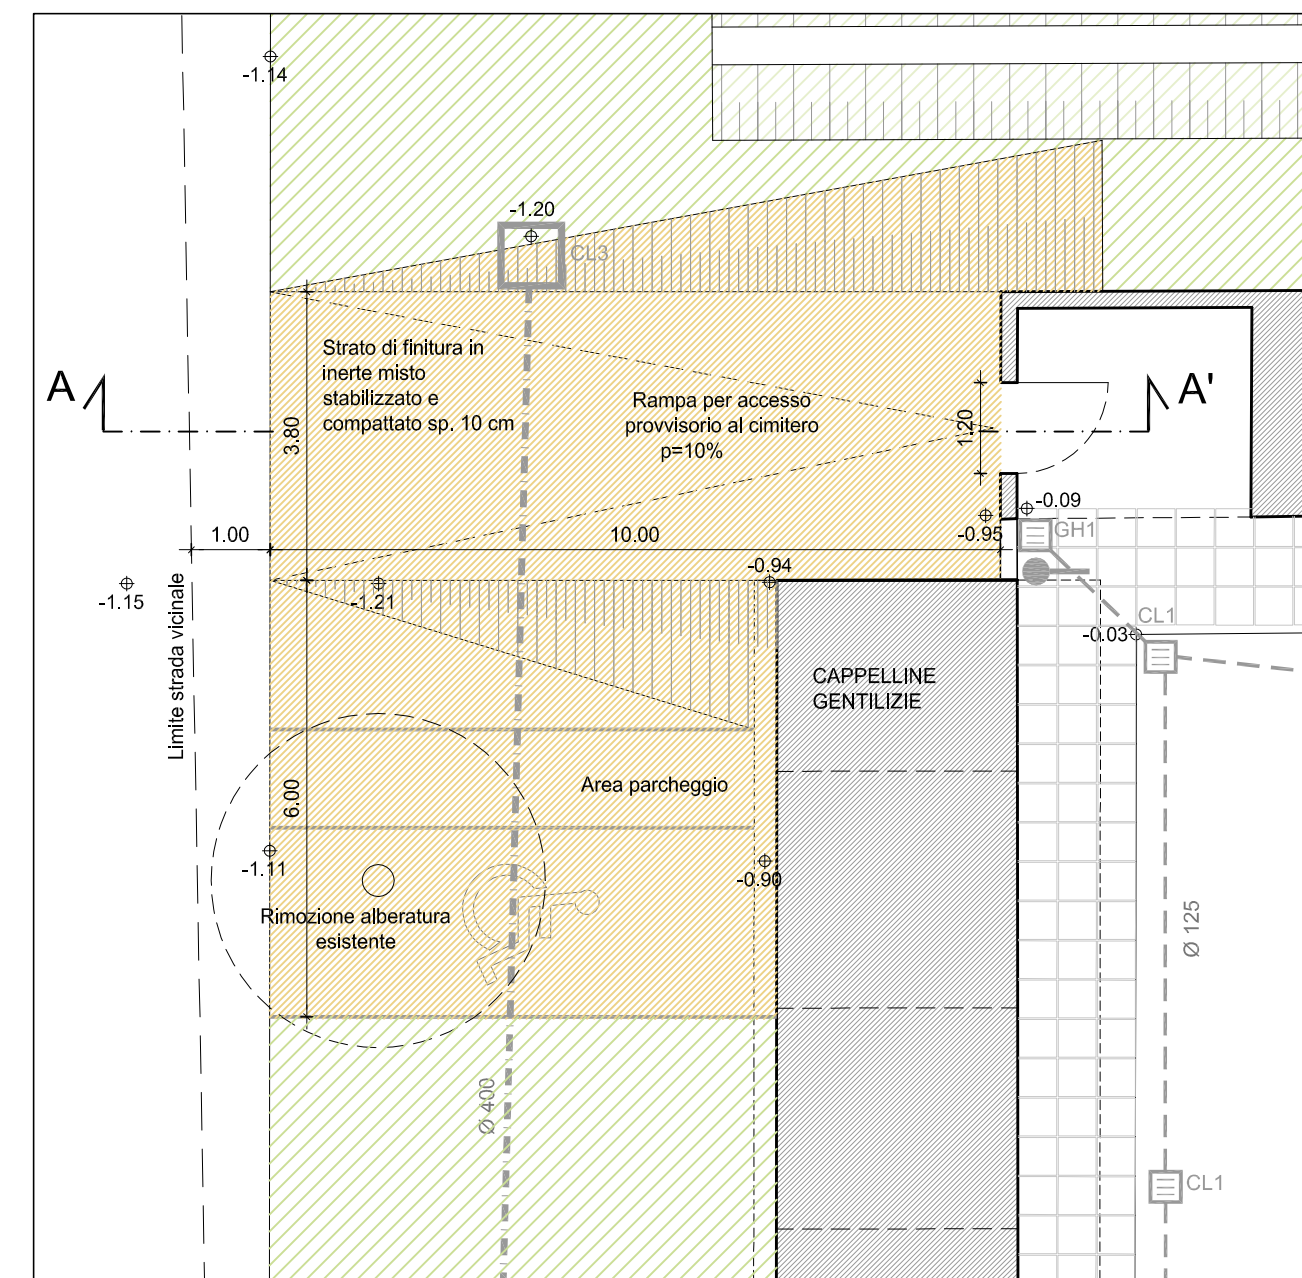 -1.14
-1.20
CL3
Strato di finitura in
inerte misto
stabilizzato e
compattato sp. 10 cm
A
A'
Rampa per accesso
provvisorio al cimitero
p=10%
3.80
1.20
-0.09
1.00
10.00
-0.95
GH1
-1.15
-1.21
-0.94
CL1
-0.03
Limite strada vicinale
CAPPELLINE
GENTILIZIE
6.00
Area parcheggio
-1.11
-0.90
Rimozione alberatura
esistente
Ø 125
Ø 400
CL1